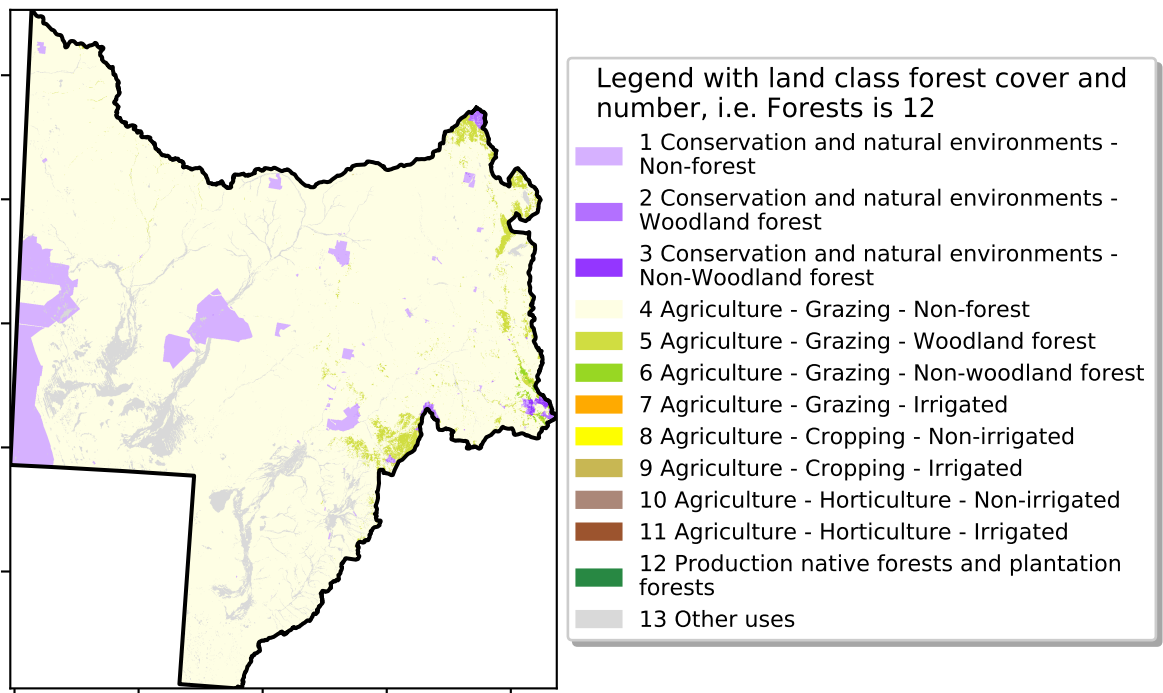 Legend with land class forest cover and
number, i.e. Forests is 12
1 Conservation and natural environments -
Non-forest
2 Conservation and natural environments -
Woodland forest
3 Conservation and natural environments -
Non-Woodland forest
4 Agriculture - Grazing - Non-forest
5 Agriculture - Grazing - Woodland forest
6 Agriculture - Grazing - Non-woodland forest
7 Agriculture - Grazing - Irrigated
8 Agriculture - Cropping - Non-irrigated
9 Agriculture - Cropping - Irrigated
10 Agriculture - Horticulture - Non-irrigated
11 Agriculture - Horticulture - Irrigated
12 Production native forests and plantation
forests
13 Other uses